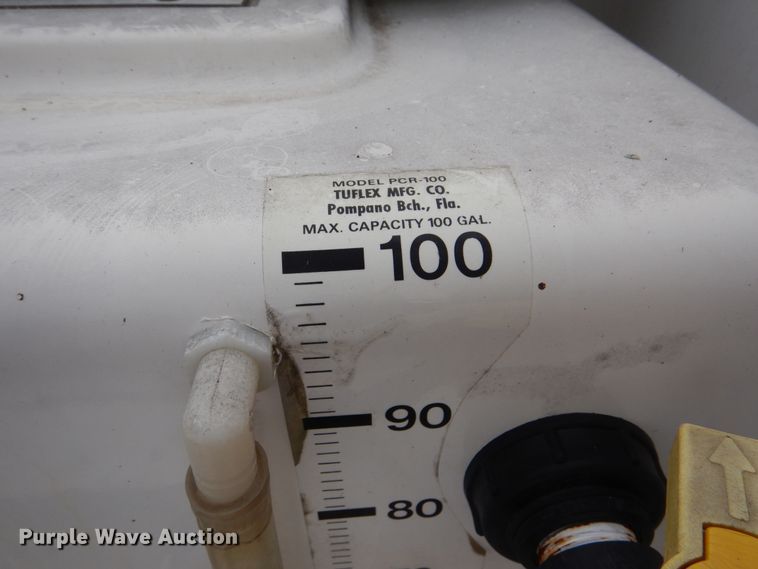 MODEL PCR-100
TUFLEX MFG. CO.
Pompano Bch., Fla.
MAX. CAPACITY 100 GAL.
100
90
80
Purple Wave Auction